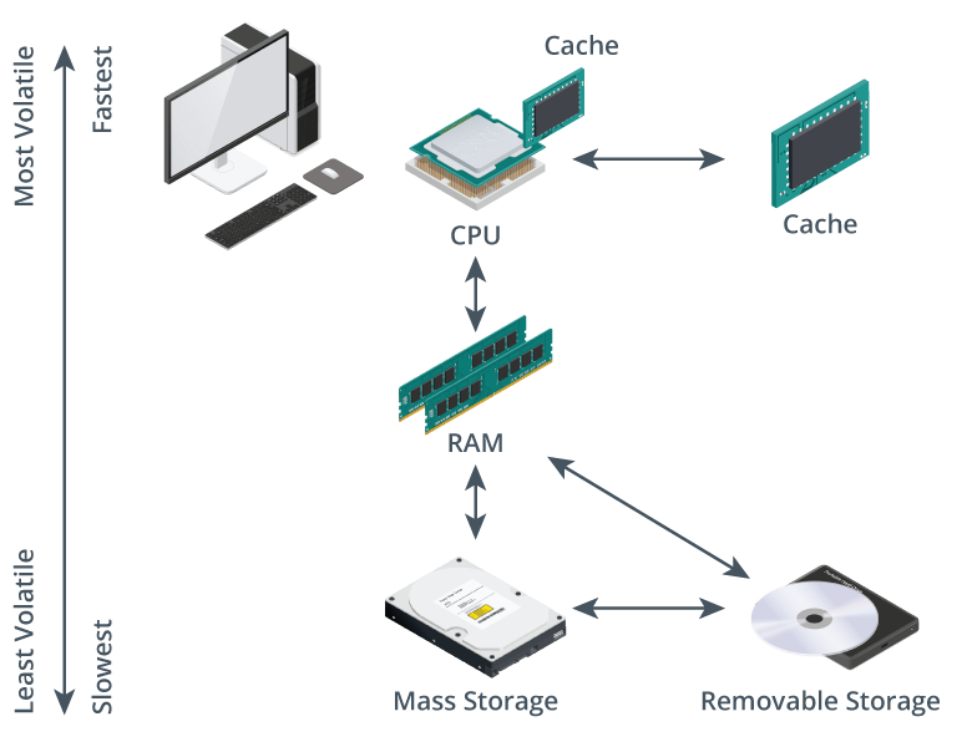 Most Volatile
Fastest
Cache
Cache
CPU
RAM
Least Volatile
Slowest
Mass Storage
Removable Storage